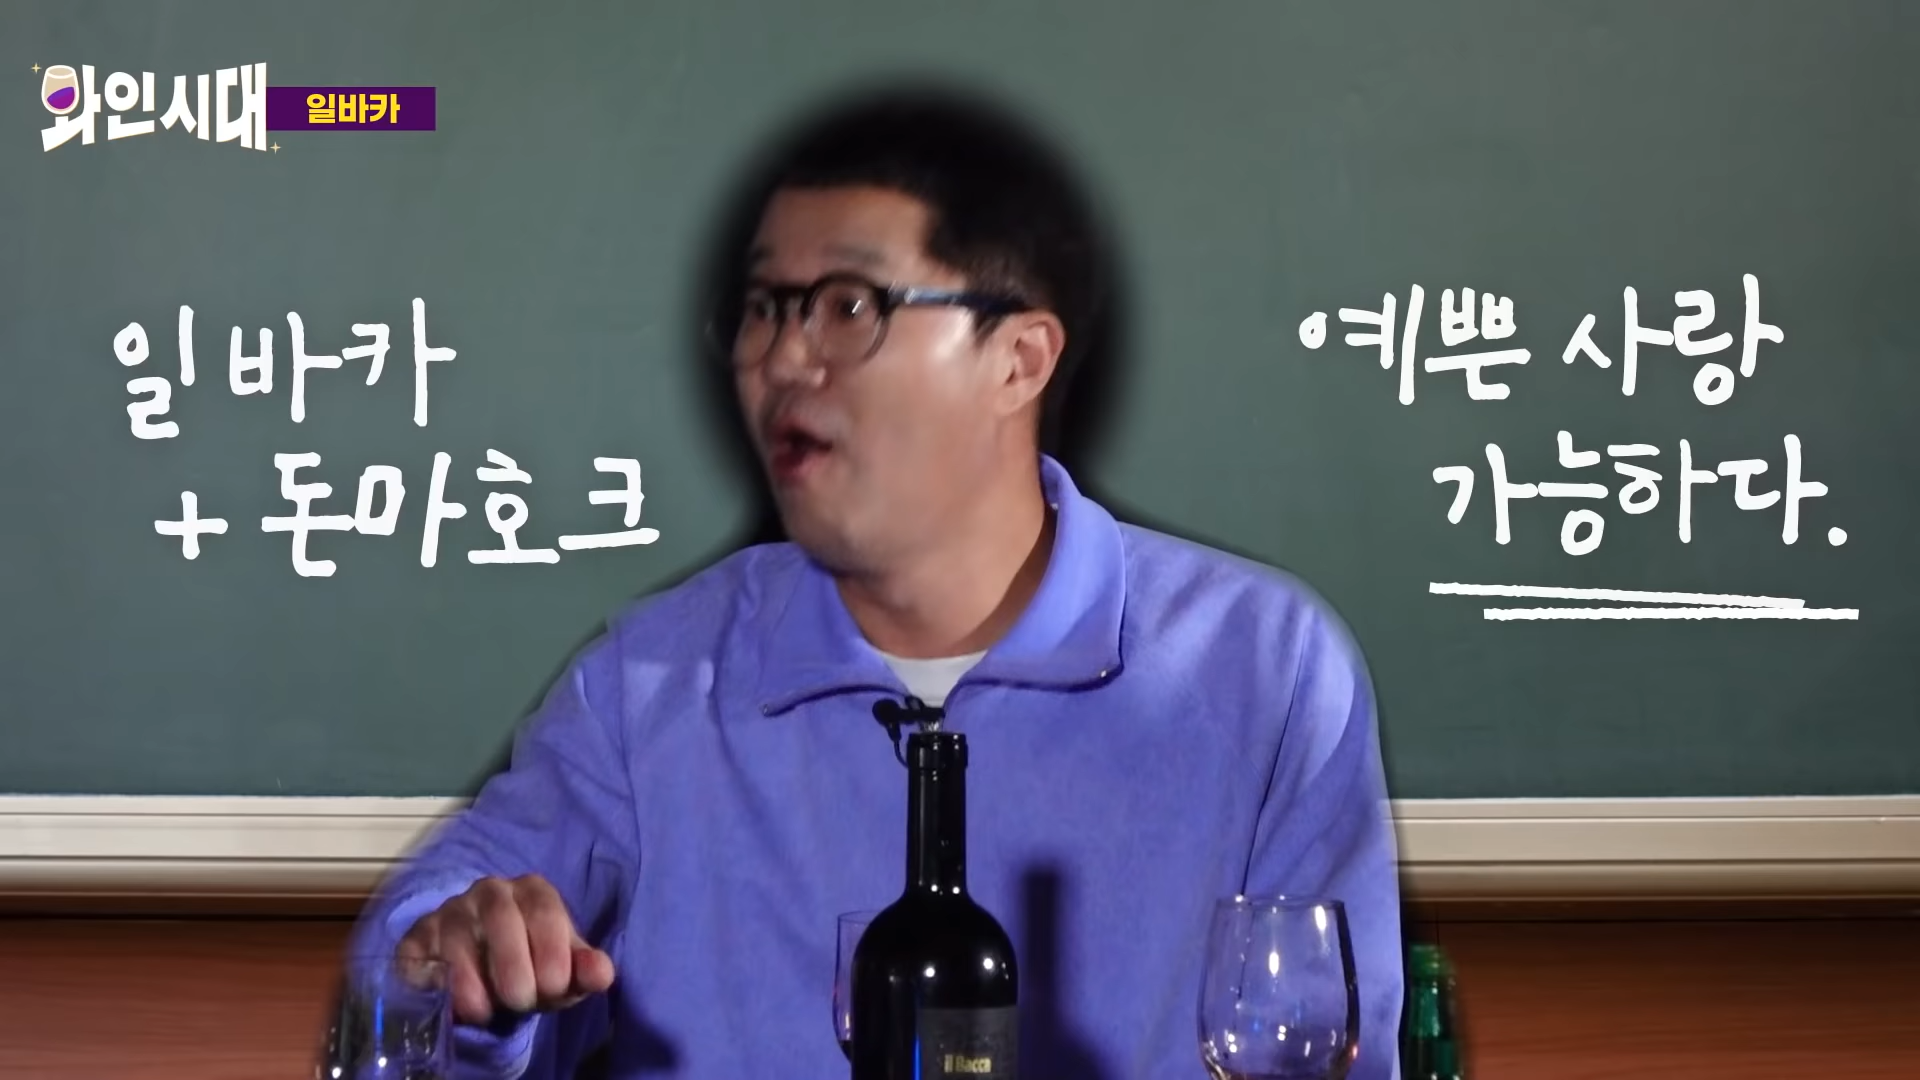 와인시대
일바카
일바카
+ 돈마호크
예쁜 사랑
가능하다.
il Bacca